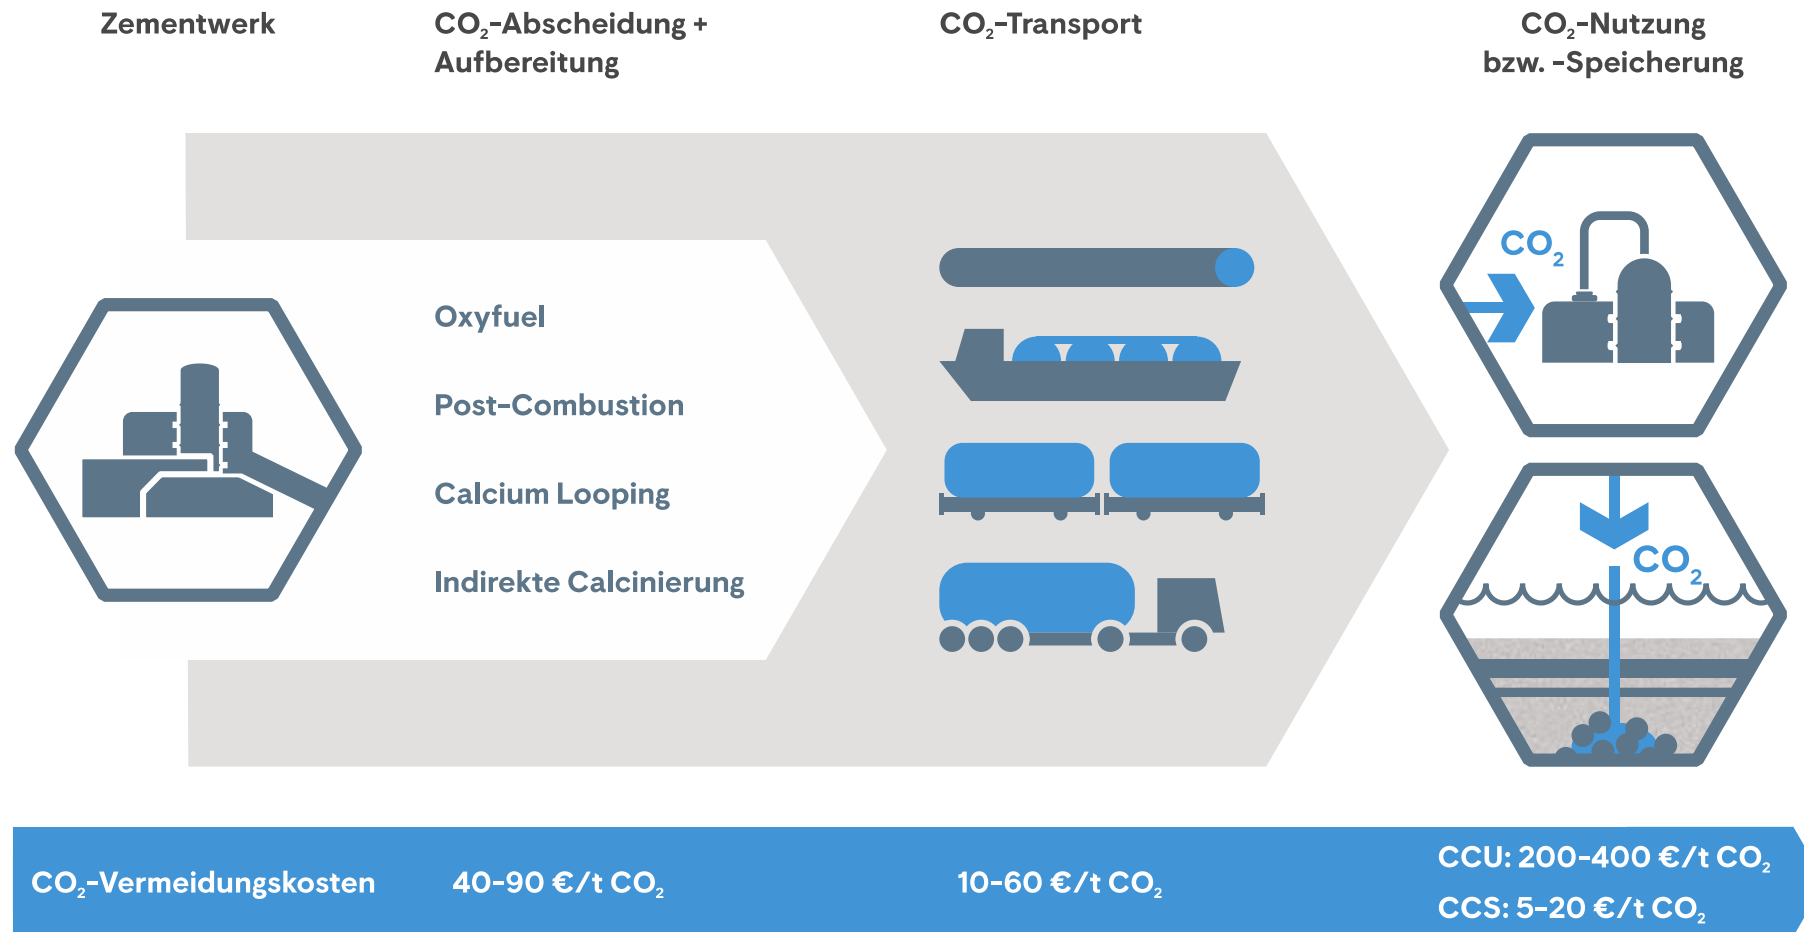 Zementwerk
CO₂-Abscheidung +
Aufbereitung
CO₂-Transport
CO₂-Nutzung
bzw. -Speicherung
Oxyfuel
Post-Combustion
Calcium Looping
Indirekte Calcinierung
CO₂
CO₂
CO₂-Vermeidungskosten
40-90 €/t CO₂
10-60 €/t CO₂
CCU: 200-400 €/t CO₂
CCS: 5-20 €/t CO₂